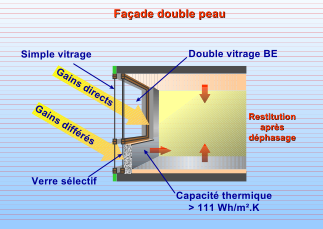 Façade double peau
Simple vitrage
Double vitrage BE
Gains directs
Gains différés
Restitution
après
déphasage
Verre sélectif
Capacité thermique
> 111 Wh/m².K